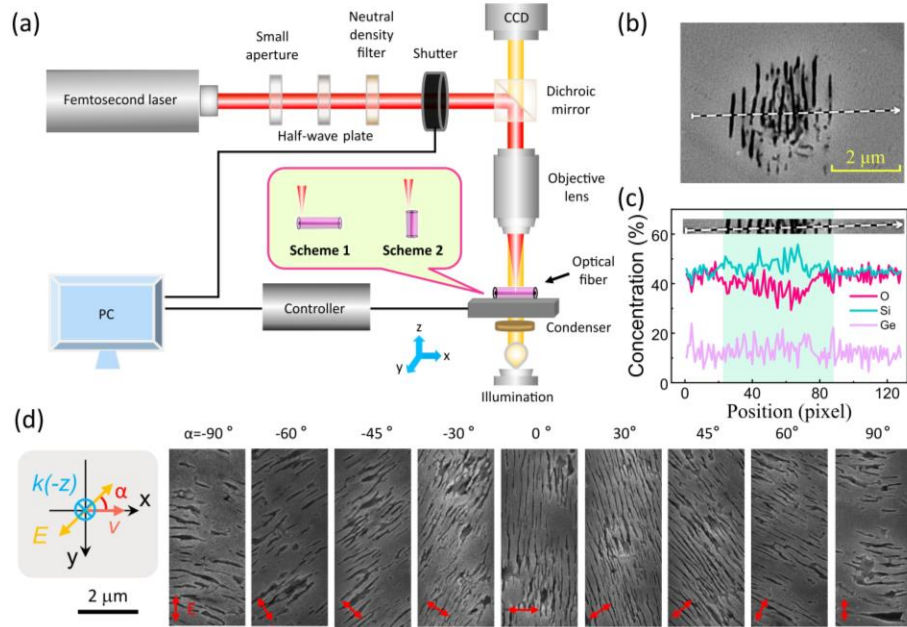 (a)
CCD
Small
aperture
Neutral
density
filter
Shutter
Femtosecond laser
Half-wave plate
Dichroic
mirror
Objective
lens
Scheme 1
Scheme 2
Optical
fiber
PC
Controller
Condenser
z
y
x
Illumination
(b)
2 μm
(c)
Concentration (%)
60
40
20
0
O
Si
Ge
0
40
80
120
Position (pixel)
(d)
k(-z)
α
x
E
v
y
2 μm
α=-90 °
-60 °
-45 °
-30 °
0 °
30°
45°
60°
90°
E